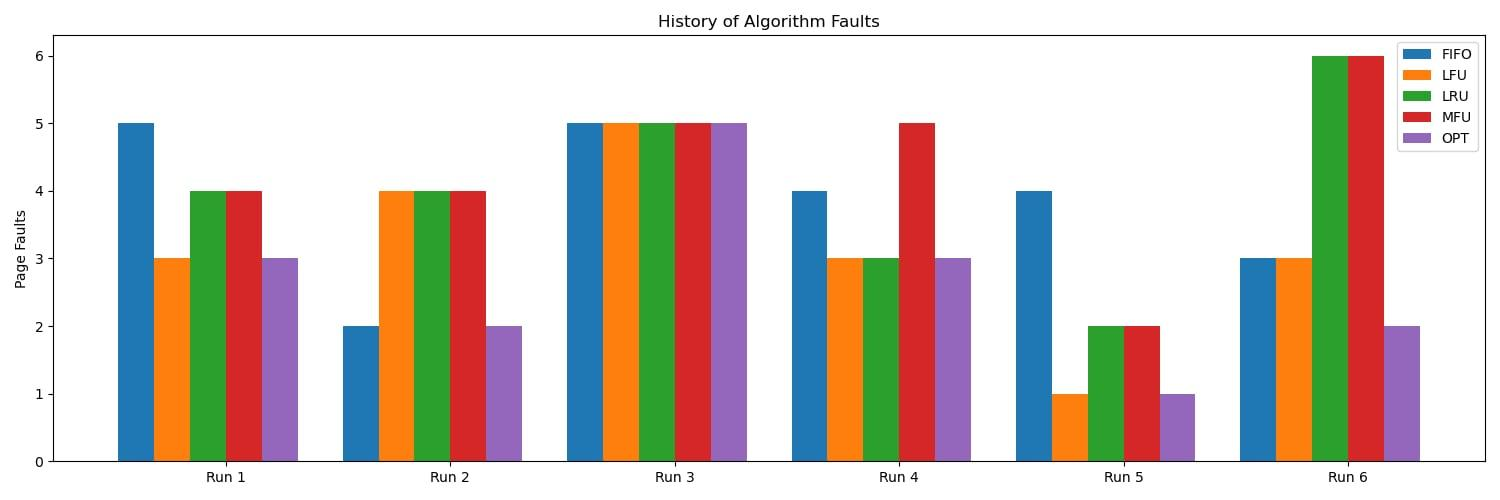 History of Algorithm Faults
FIFO
LFU
LRU
MFU
OPT
Page Faults
6
5
4
3
2
1
0
Run 1
Run 2
Run 3
Run 4
Run 5
Run 6